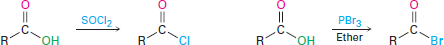 O O O O
SOCl₂ PBr₃
R C OH R C Cl R C OH Ether R C Br